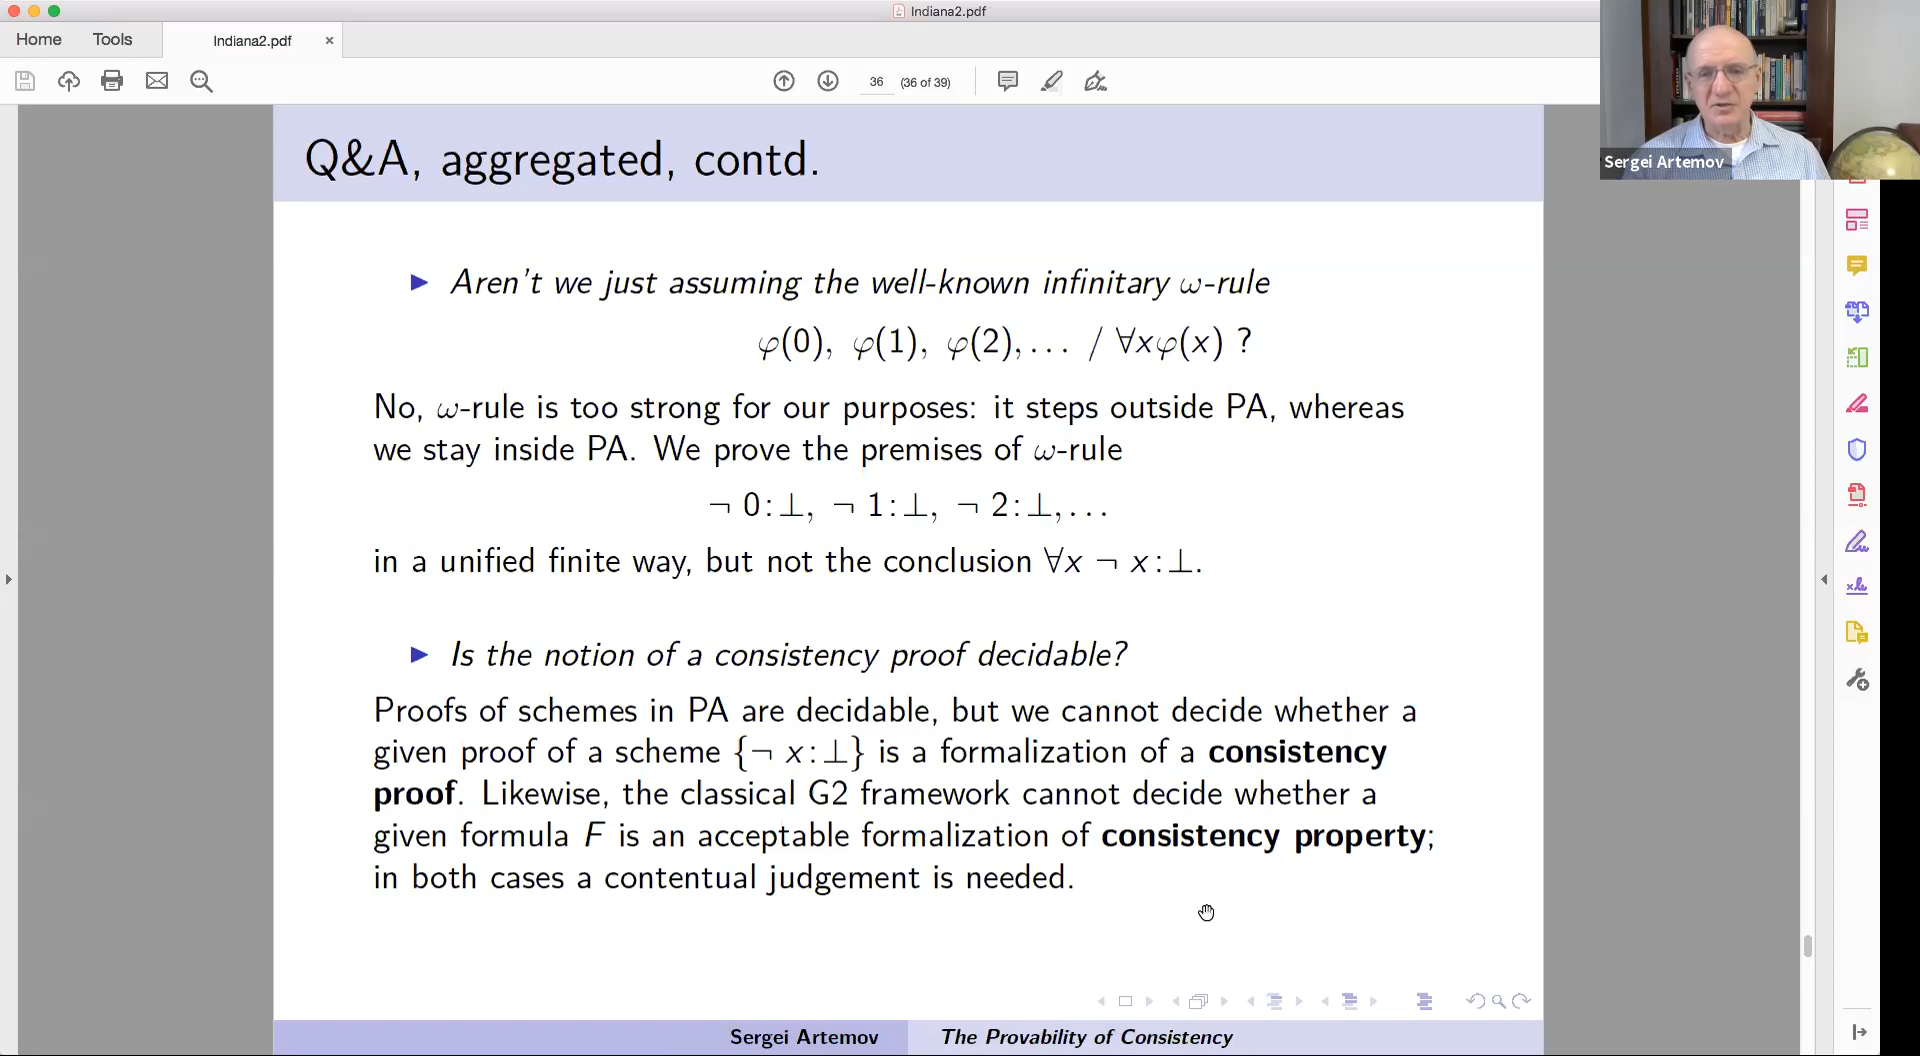 Indiana2.pdf
Home
Tools
Indiana2.pdf ×
36
(36 of 39)
Sergei Artemov
Q&A, aggregated, contd.
▶ Aren't we just assuming the well-known infinitary ω-rule
φ(0), φ(1), φ(2),... / ∀xφ(x) ?
No, ω-rule is too strong for our purposes: it steps outside PA, whereas
we stay inside PA. We prove the premises of ω-rule
¬ 0:⊥, ¬ 1:⊥, ¬ 2:⊥,...
in a unified finite way, but not the conclusion ∀x ¬ x:⊥.
▶ Is the notion of a consistency proof decidable?
Proofs of schemes in PA are decidable, but we cannot decide whether a
given proof of a scheme {¬ x:⊥} is a formalization of a consistency
proof. Likewise, the classical G2 framework cannot decide whether a
given formula F is an acceptable formalization of consistency property;
in both cases a contentual judgement is needed.
Sergei Artemov
The Provability of Consistency